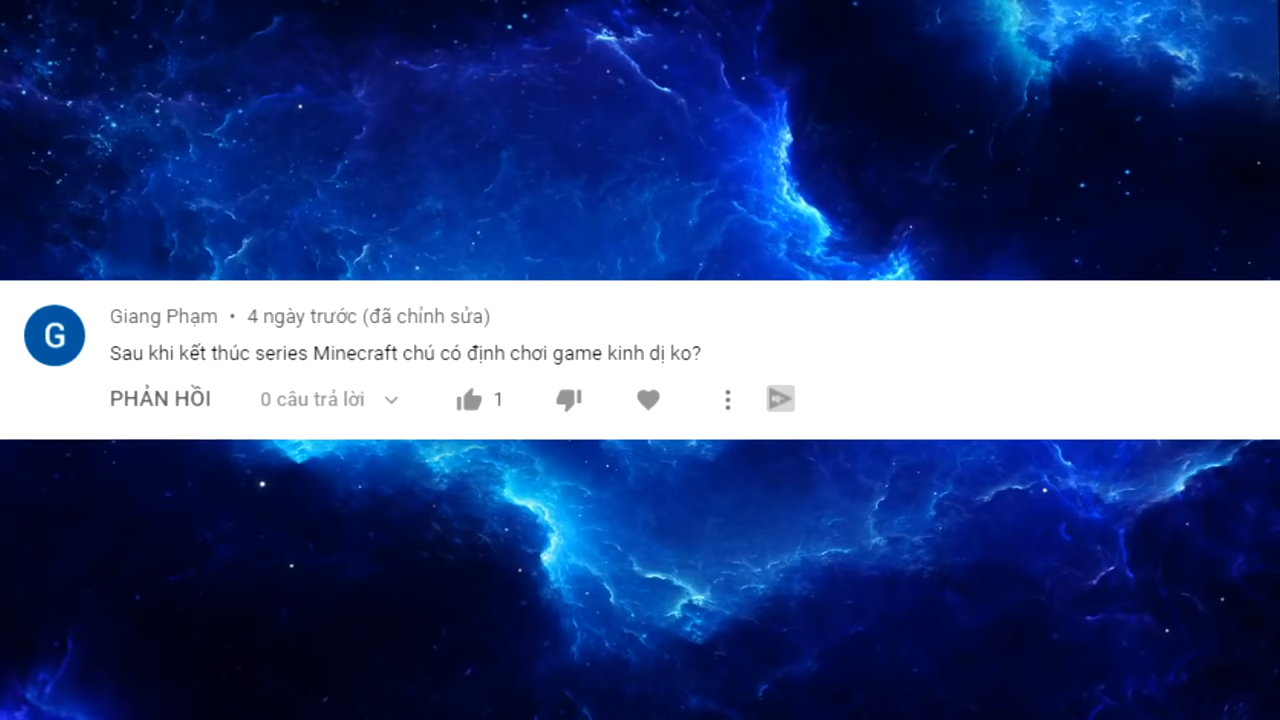 G
Giang Phạm • 4 ngày trước (đã chỉnh sửa)
Sau khi kết thúc series Minecraft chú có định chơi game kinh dị ko?
PHẢN HỒI 0 câu trả lời 1